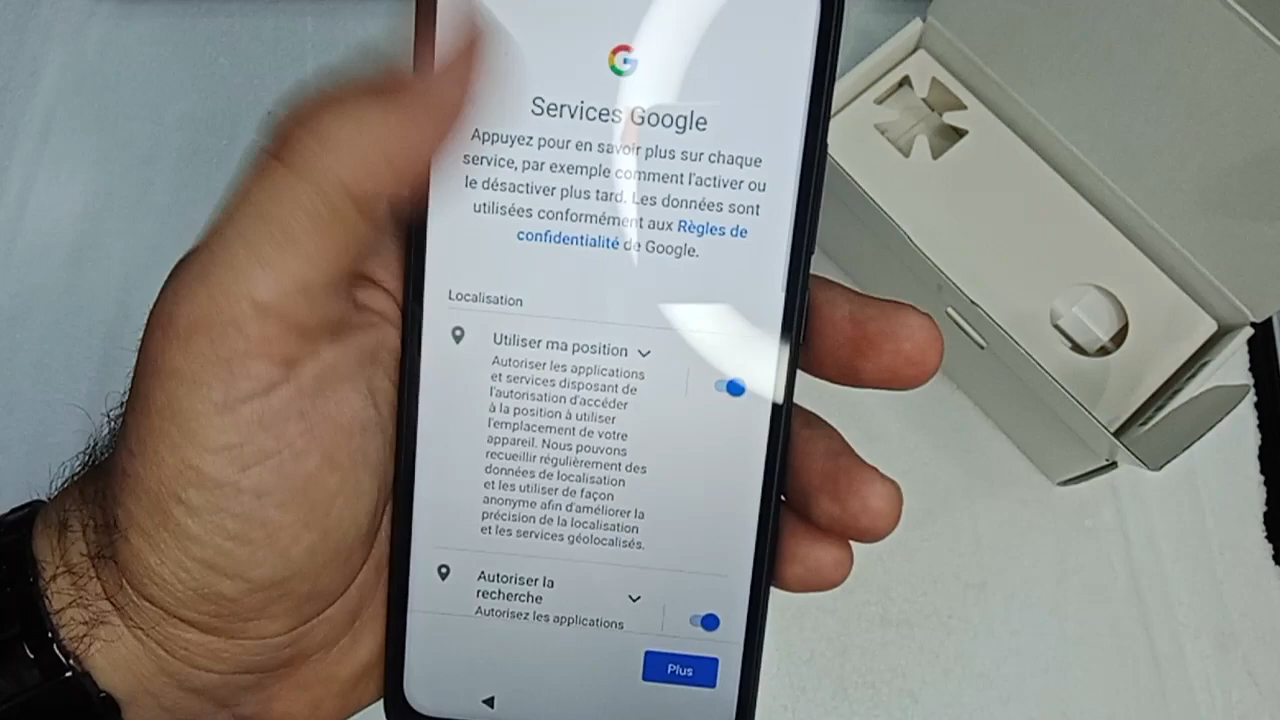 Services Google
Appuyez pour en savoir plus sur chaque
service, par exemple comment l'activer ou
le désactiver plus tard. Les données sont
utilisées conformément aux Règles de
confidentialité de Google.
Localisation
Utiliser ma position
Autoriser les applications
et services disposant de
l'autorisation d'accéder
à la position à utiliser
l'emplacement de votre
appareil. Nous pouvons
recueillir régulièrement des
données de localisation
et les utiliser de façon
anonyme afin d'améliorer la
précision de la localisation
et les services géolocalisés.
Autoriser la
recherche
Autorisez les applications
Plus